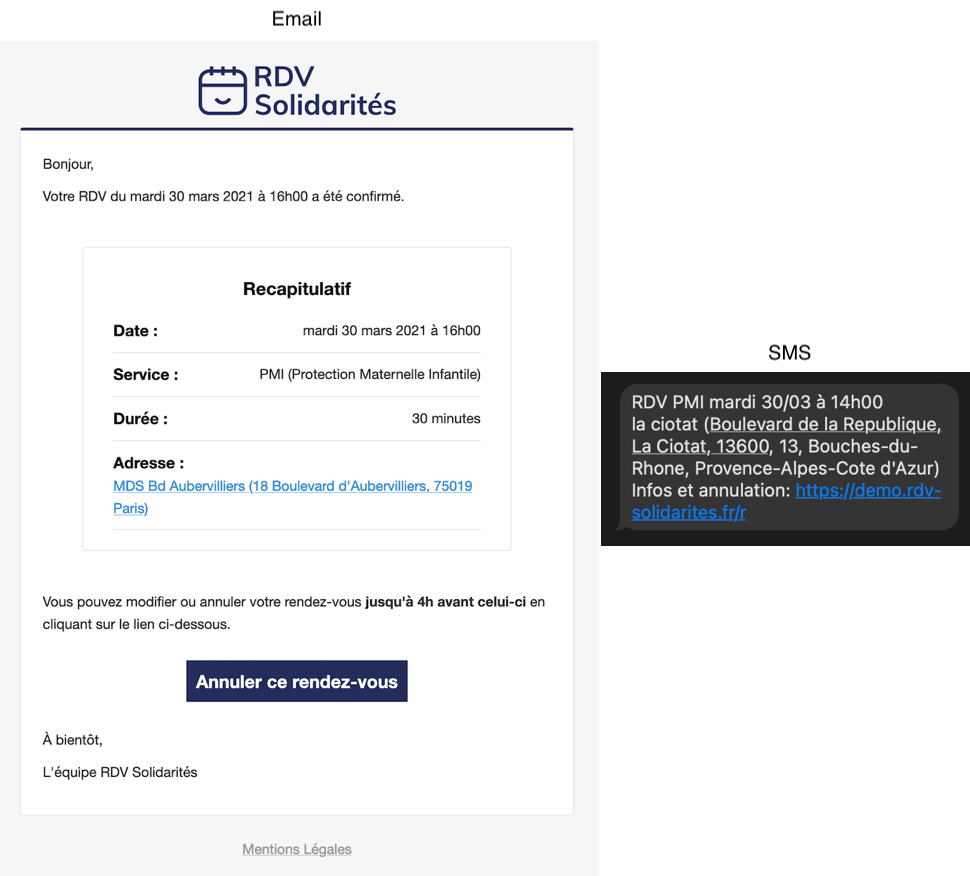 Email
RDV
Solidarités
Bonjour,
Votre RDV du mardi 30 mars 2021 à 16h00 a été confirmé.
Recapitulatif
Date : mardi 30 mars 2021 à 16h00
Service : PMI (Protection Maternelle Infantile)
Durée : 30 minutes
Adresse :
MDS Bd Aubervilliers (18 Boulevard d'Aubervilliers, 75019
Paris)
Vous pouvez modifier ou annuler votre rendez-vous jusqu'à 4h avant celui-ci en
cliquant sur le lien ci-dessous.
Annuler ce rendez-vous
À bientôt,
L'équipe RDV Solidarités
Mentions Légales
SMS
RDV PMI mardi 30/03 à 14h00
la ciotat (Boulevard de la Republique,
La Ciotat, 13600, 13, Bouches-du-
Rhone, Provence-Alpes-Cote d'Azur)
Infos et annulation: https://demo.rdv-
solidarites.fr/r